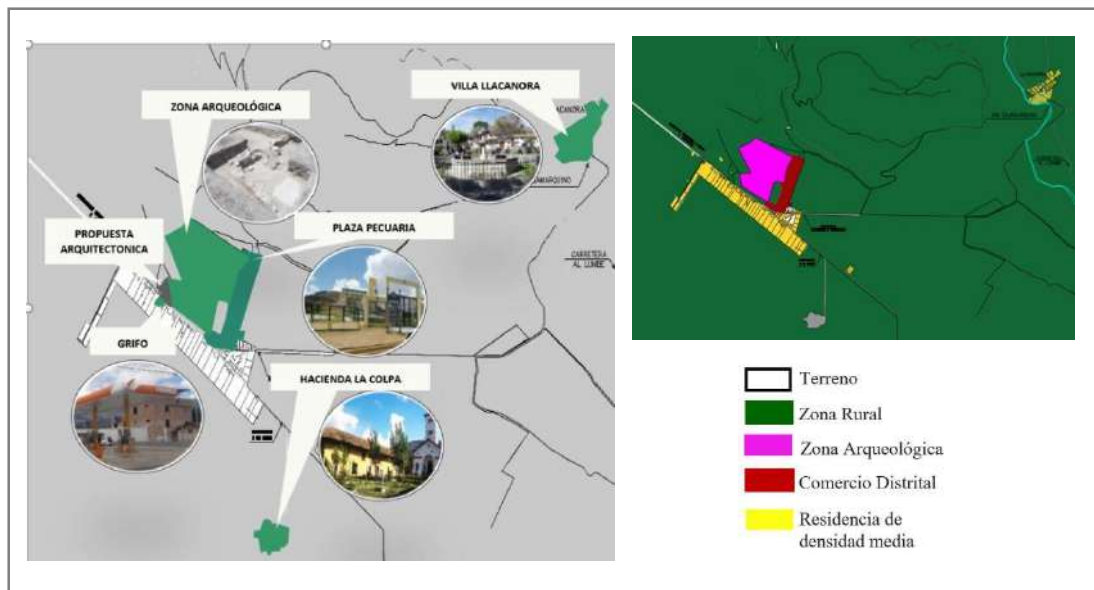 ZONA ARQUEOLÓGICA
VILLA LLACANORA
PROPUESTA
ARQUITECTONICA
PLAZA PECUARIA
CARRETERA
AL LUMBE
GRIFO
HACIENDA LA COLPA
Terreno
Zona Rural
Zona Arqueológica
Comercio Distrital
Residencia de
densidad media